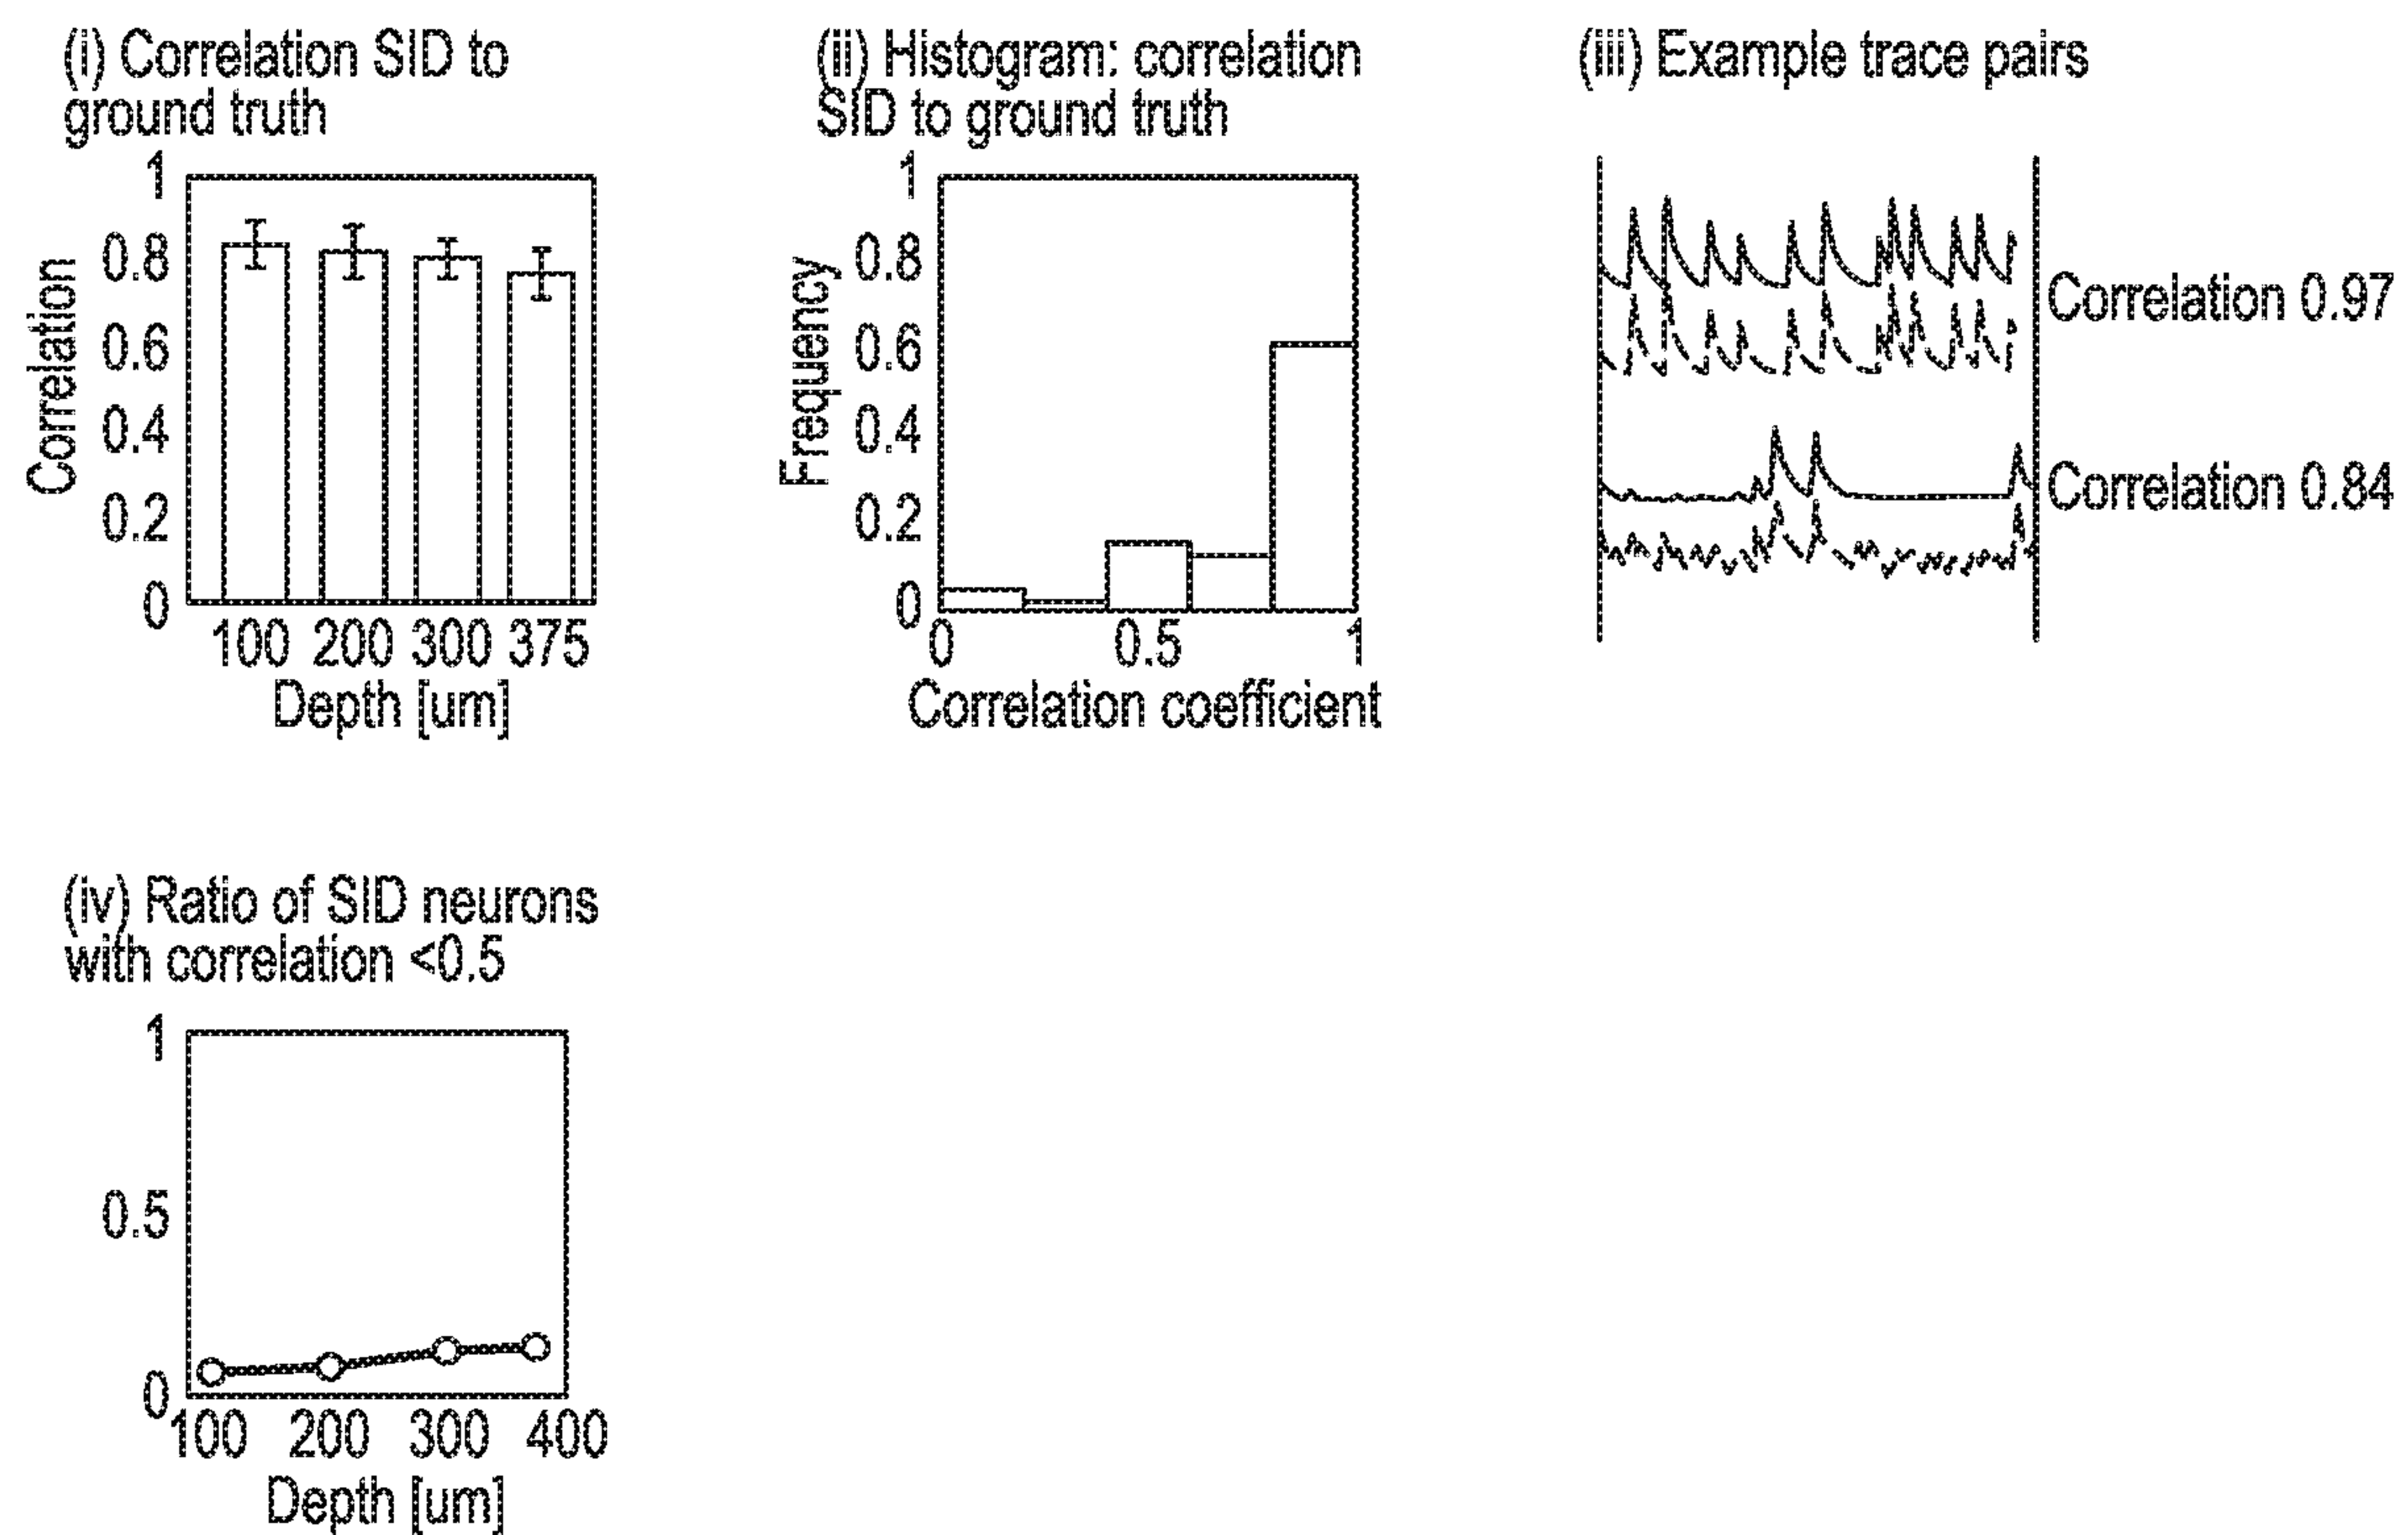 (i) Correlation SID to
ground truth
1
0.8
0.6
0.4
0.2
0
Correlation
100 200 300 375
Depth [um]
(ii) Histogram: correlation
SID to ground truth
1
0.8
0.6
0.4
0.2
0
Frequency
0 0.5 1
Correlation coefficient
(iii) Example trace pairs
Correlation 0.97
Correlation 0.84
(iv) Ratio of SID neurons
with correlation <0.5
1
0.5
0
100 200 300 400
Depth [um]